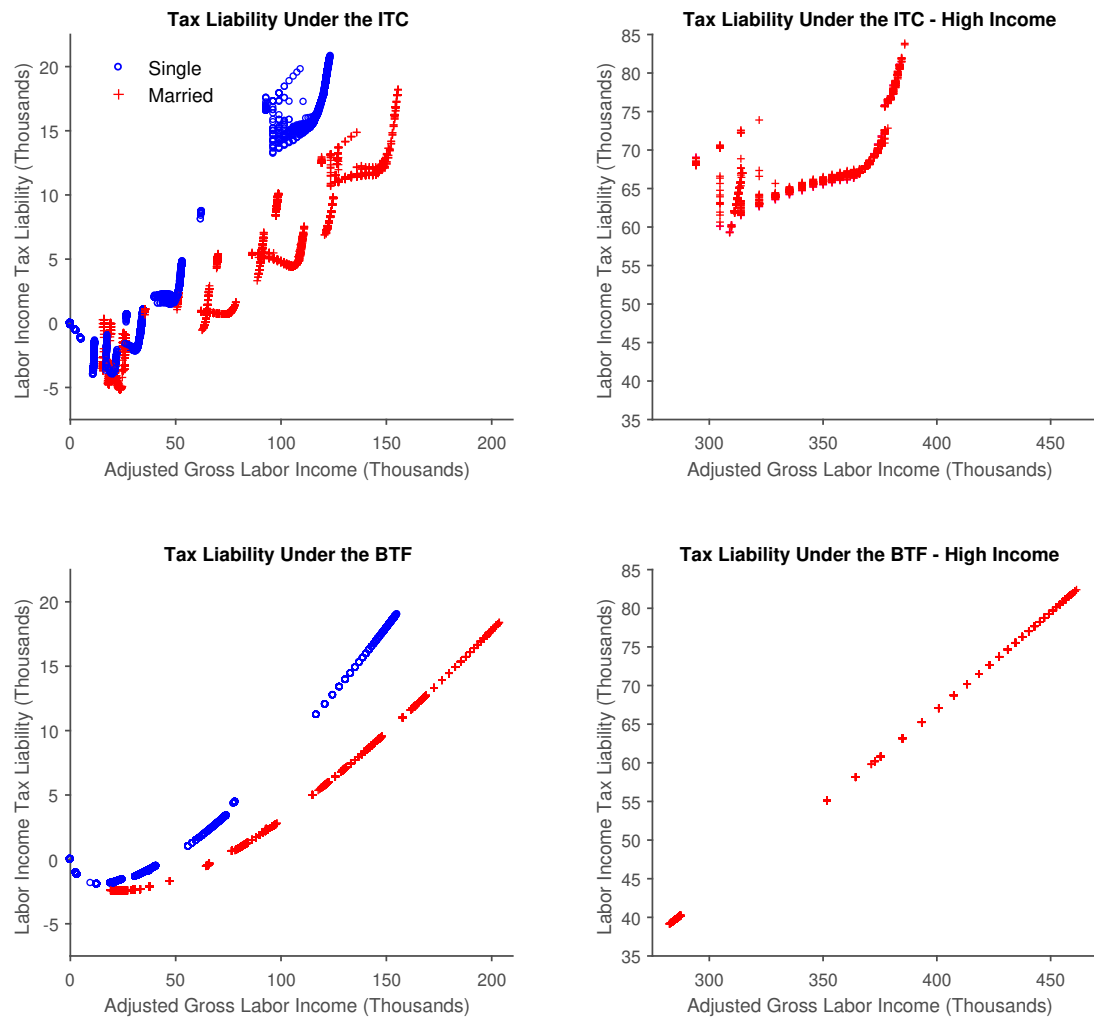 Tax Liability Under the ITC
Labor Income Tax Liability (Thousands)
20
15
10
5
0
-5
Single
Married
0 50 100 150 200
Adjusted Gross Labor Income (Thousands)
Tax Liability Under the ITC - High Income
Labor Income Tax Liability (Thousands)
85
80
75
70
65
60
55
50
45
40
35
300 350 400 450
Adjusted Gross Labor Income (Thousands)
Tax Liability Under the BTF
Labor Income Tax Liability (Thousands)
20
15
10
5
0
-5
0 50 100 150 200
Adjusted Gross Labor Income (Thousands)
Tax Liability Under the BTF - High Income
Labor Income Tax Liability (Thousands)
85
80
75
70
65
60
55
50
45
40
35
300 350 400 450
Adjusted Gross Labor Income (Thousands)